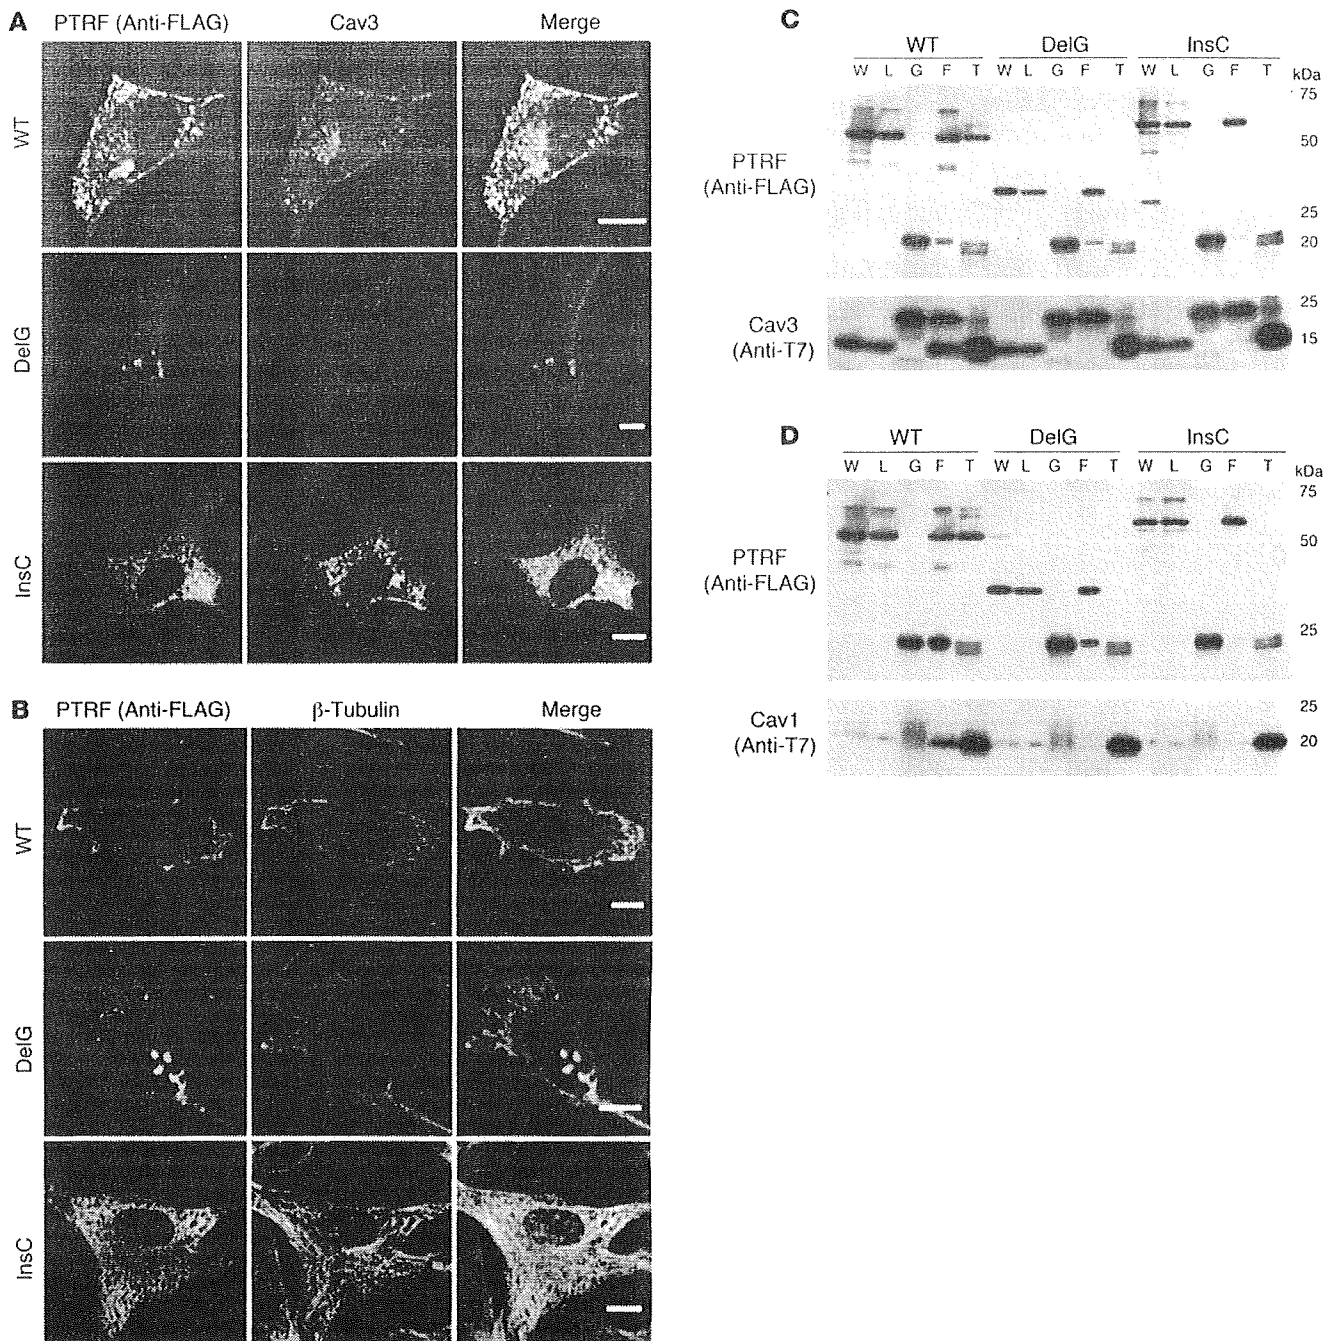 A
PTRF (Anti-FLAG) Cav3 Merge
WT
DelG
InsC
B
PTRF (Anti-FLAG) β-Tubulin Merge
WT
DelG
InsC
C
WT DelG InsC
W L G F T W L G F T W L G F T
kDa
75
50
25
20
PTRF
(Anti-FLAG)
25
15
Cav3
(Anti-T7)
D
WT DelG InsC
W L G F T W L G F T W L G F T
kDa
75
50
25
PTRF
(Anti-FLAG)
25
20
Cav1
(Anti-T7)